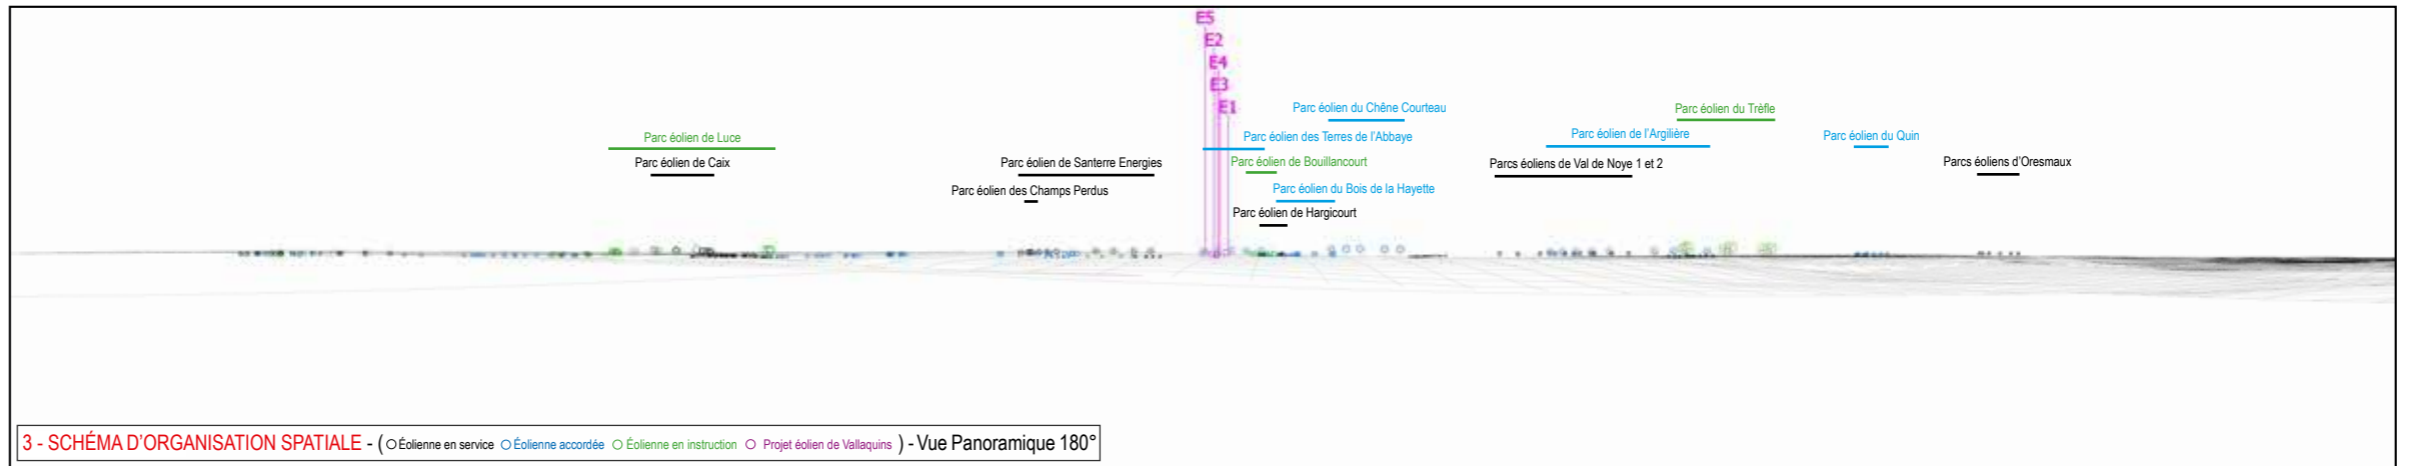 E5
E2
E4
E3
E1
Parc éolien du Chêne Courteau
Parc éolien du Trèfle
Parc éolien de Luce
Parc éolien des Terres de l'Abbaye
Parc éolien de l'Argilière
Parc éolien du Quin
Parc éolien de Caix
Parc éolien de Santerre Energies
Parc éolien de Bouillancourt
Parcs éoliens de Val de Noye 1 et 2
Parcs éoliens d'Oresmaux
Parc éolien des Champs Perdus
Parc éolien du Bois de la Hayette
Parc éolien de Hargicourt
3 - SCHÉMA D'ORGANISATION SPATIALE - ( Éolienne en service Éolienne accordée Éolienne en instruction Projet éolien de Vallaquins ) - Vue Panoramique 180°